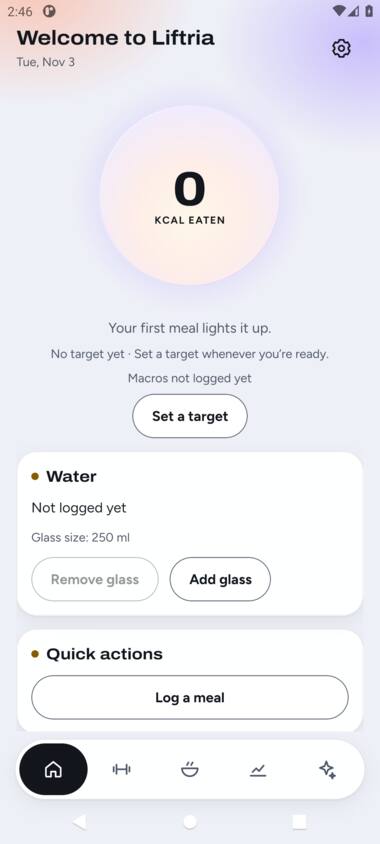 2:46
Welcome to Liftria
Tue, Nov 3
0
KCAL EATEN
Your first meal lights it up.
No target yet · Set a target whenever you’re ready.
Macros not logged yet
Set a target
Water
Not logged yet
Glass size: 250 ml
Remove glass Add glass
Quick actions
Log a meal